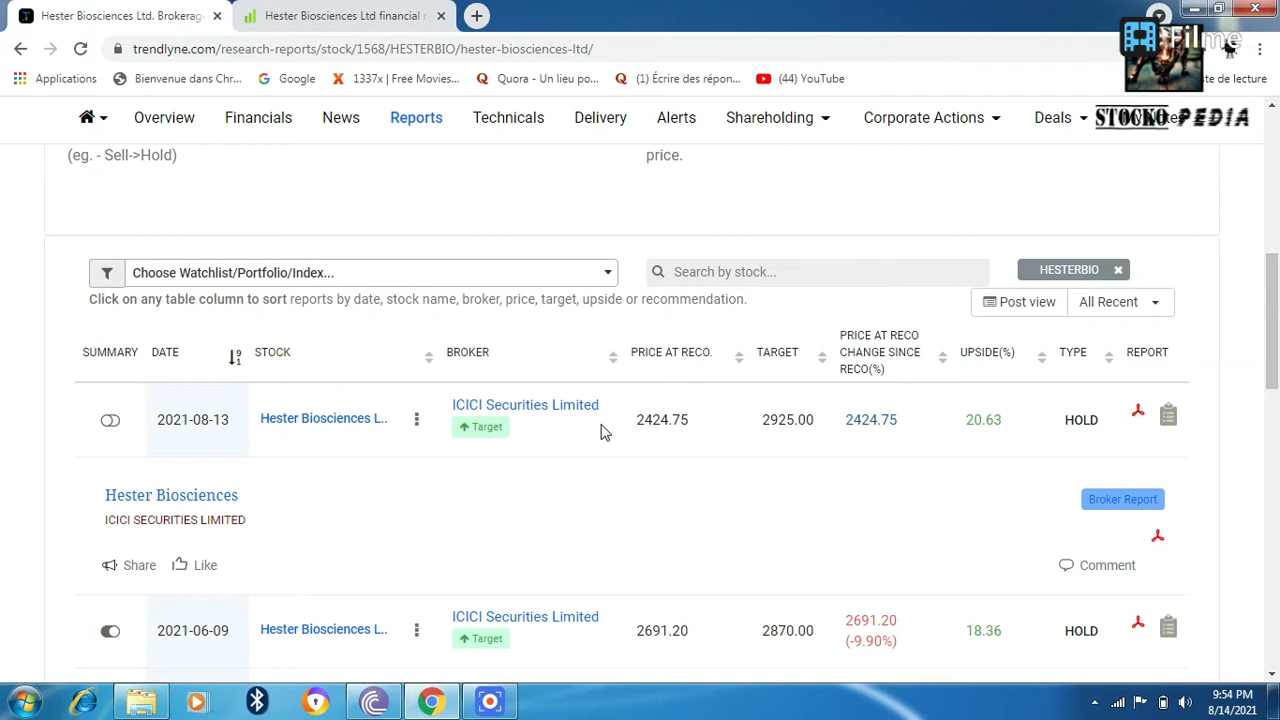 Hester Biosciences Ltd. Brokerag
Hester Biosciences Ltd financial r
Filme
trendlyne.com/research-reports/stock/1568/HESTERBIO/hester-biosciences-ltd/
Applications
Bienvenue dans Chr...
Google
1337x | Free Movies...
Quora - Un lieu po...
(1) Écrire des répon...
(44) YouTube
te de lecture
Overview
Financials
News
Reports
Technicals
Delivery
Alerts
Shareholding
Corporate Actions
Deals
STOCKO PEDIA
(eg. - Sell->Hold)
price.
Choose Watchlist/Portfolio/Index...
Search by stock...
HESTERBIO ×
Click on any table column to sort reports by date, stock name, broker, price, target, upside or recommendation.
Post view
All Recent
SUMMARY DATE STOCK BROKER PRICE AT RECO. TARGET PRICE AT RECO CHANGE SINCE RECO(%) UPSIDE(%) TYPE REPORT
2021-08-13 Hester Biosciences L.. ICICI Securities Limited 2424.75 2925.00 2424.75 20.63 HOLD
Target
Hester Biosciences
Broker Report
ICICI SECURITIES LIMITED
Share Like
Comment
2021-06-09 Hester Biosciences L.. ICICI Securities Limited 2691.20 2870.00 2691.20 (-9.90%) 18.36 HOLD
Target
9:54 PM
8/14/2021